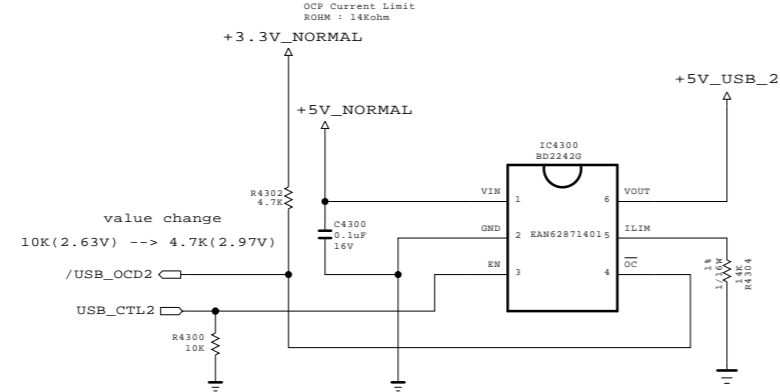 OCP Current Limit
ROHM : 14Kohm
+3.3V_NORMAL
+5V_USB_2
+5V_NORMAL
IC4300
BD2242G
R4302
4.7K
VIN
1
6
VOUT
value change
10K(2.63V) --> 4.7K(2.97V)
C4300
0.1uF
16V
GND
2
EAN62871401
5
ILIM
/USB_OCD2
EN
3
4
OC
1%
1/16W
14K
R4304
USB_CTL2
R4300
10K